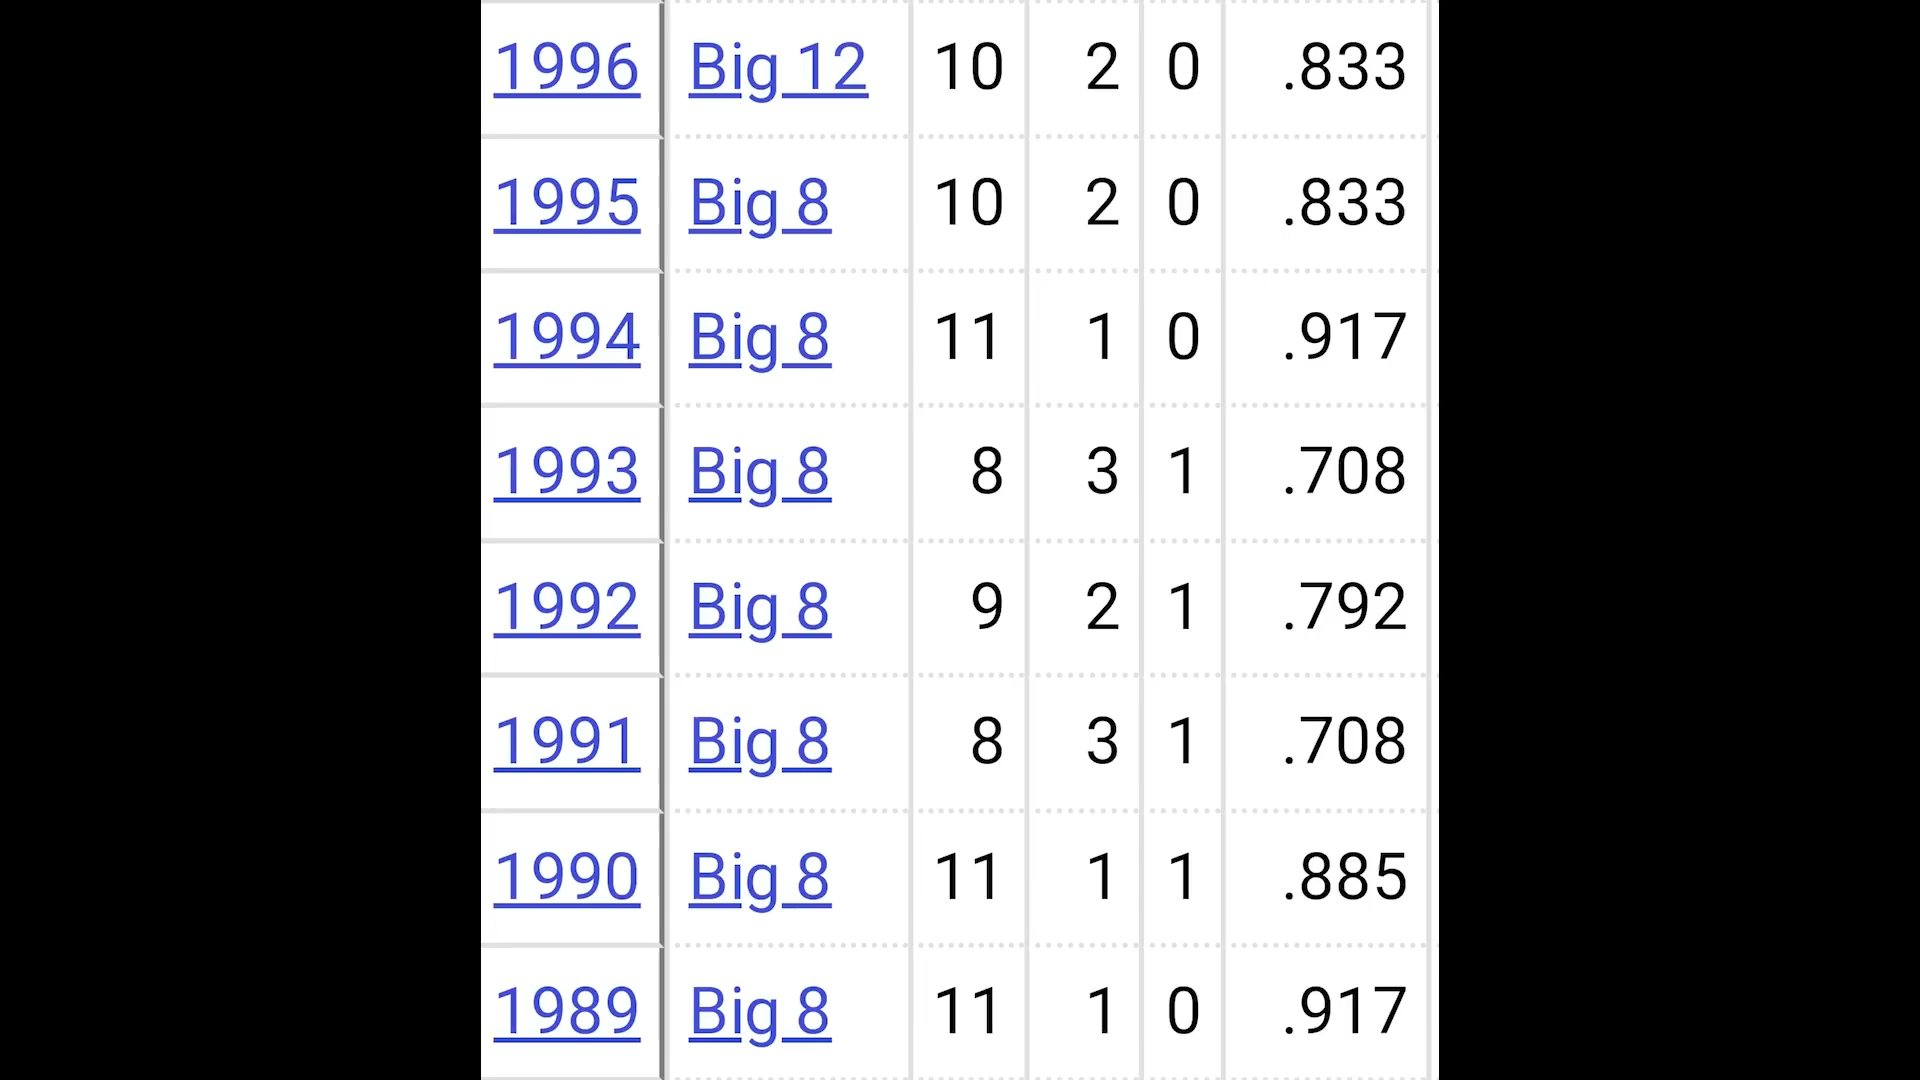 1996 Big 12 10 2 0 .833
1995 Big 8 10 2 0 .833
1994 Big 8 11 1 0 .917
1993 Big 8 8 3 1 .708
1992 Big 8 9 2 1 .792
1991 Big 8 8 3 1 .708
1990 Big 8 11 1 1 .885
1989 Big 8 11 1 0 .917